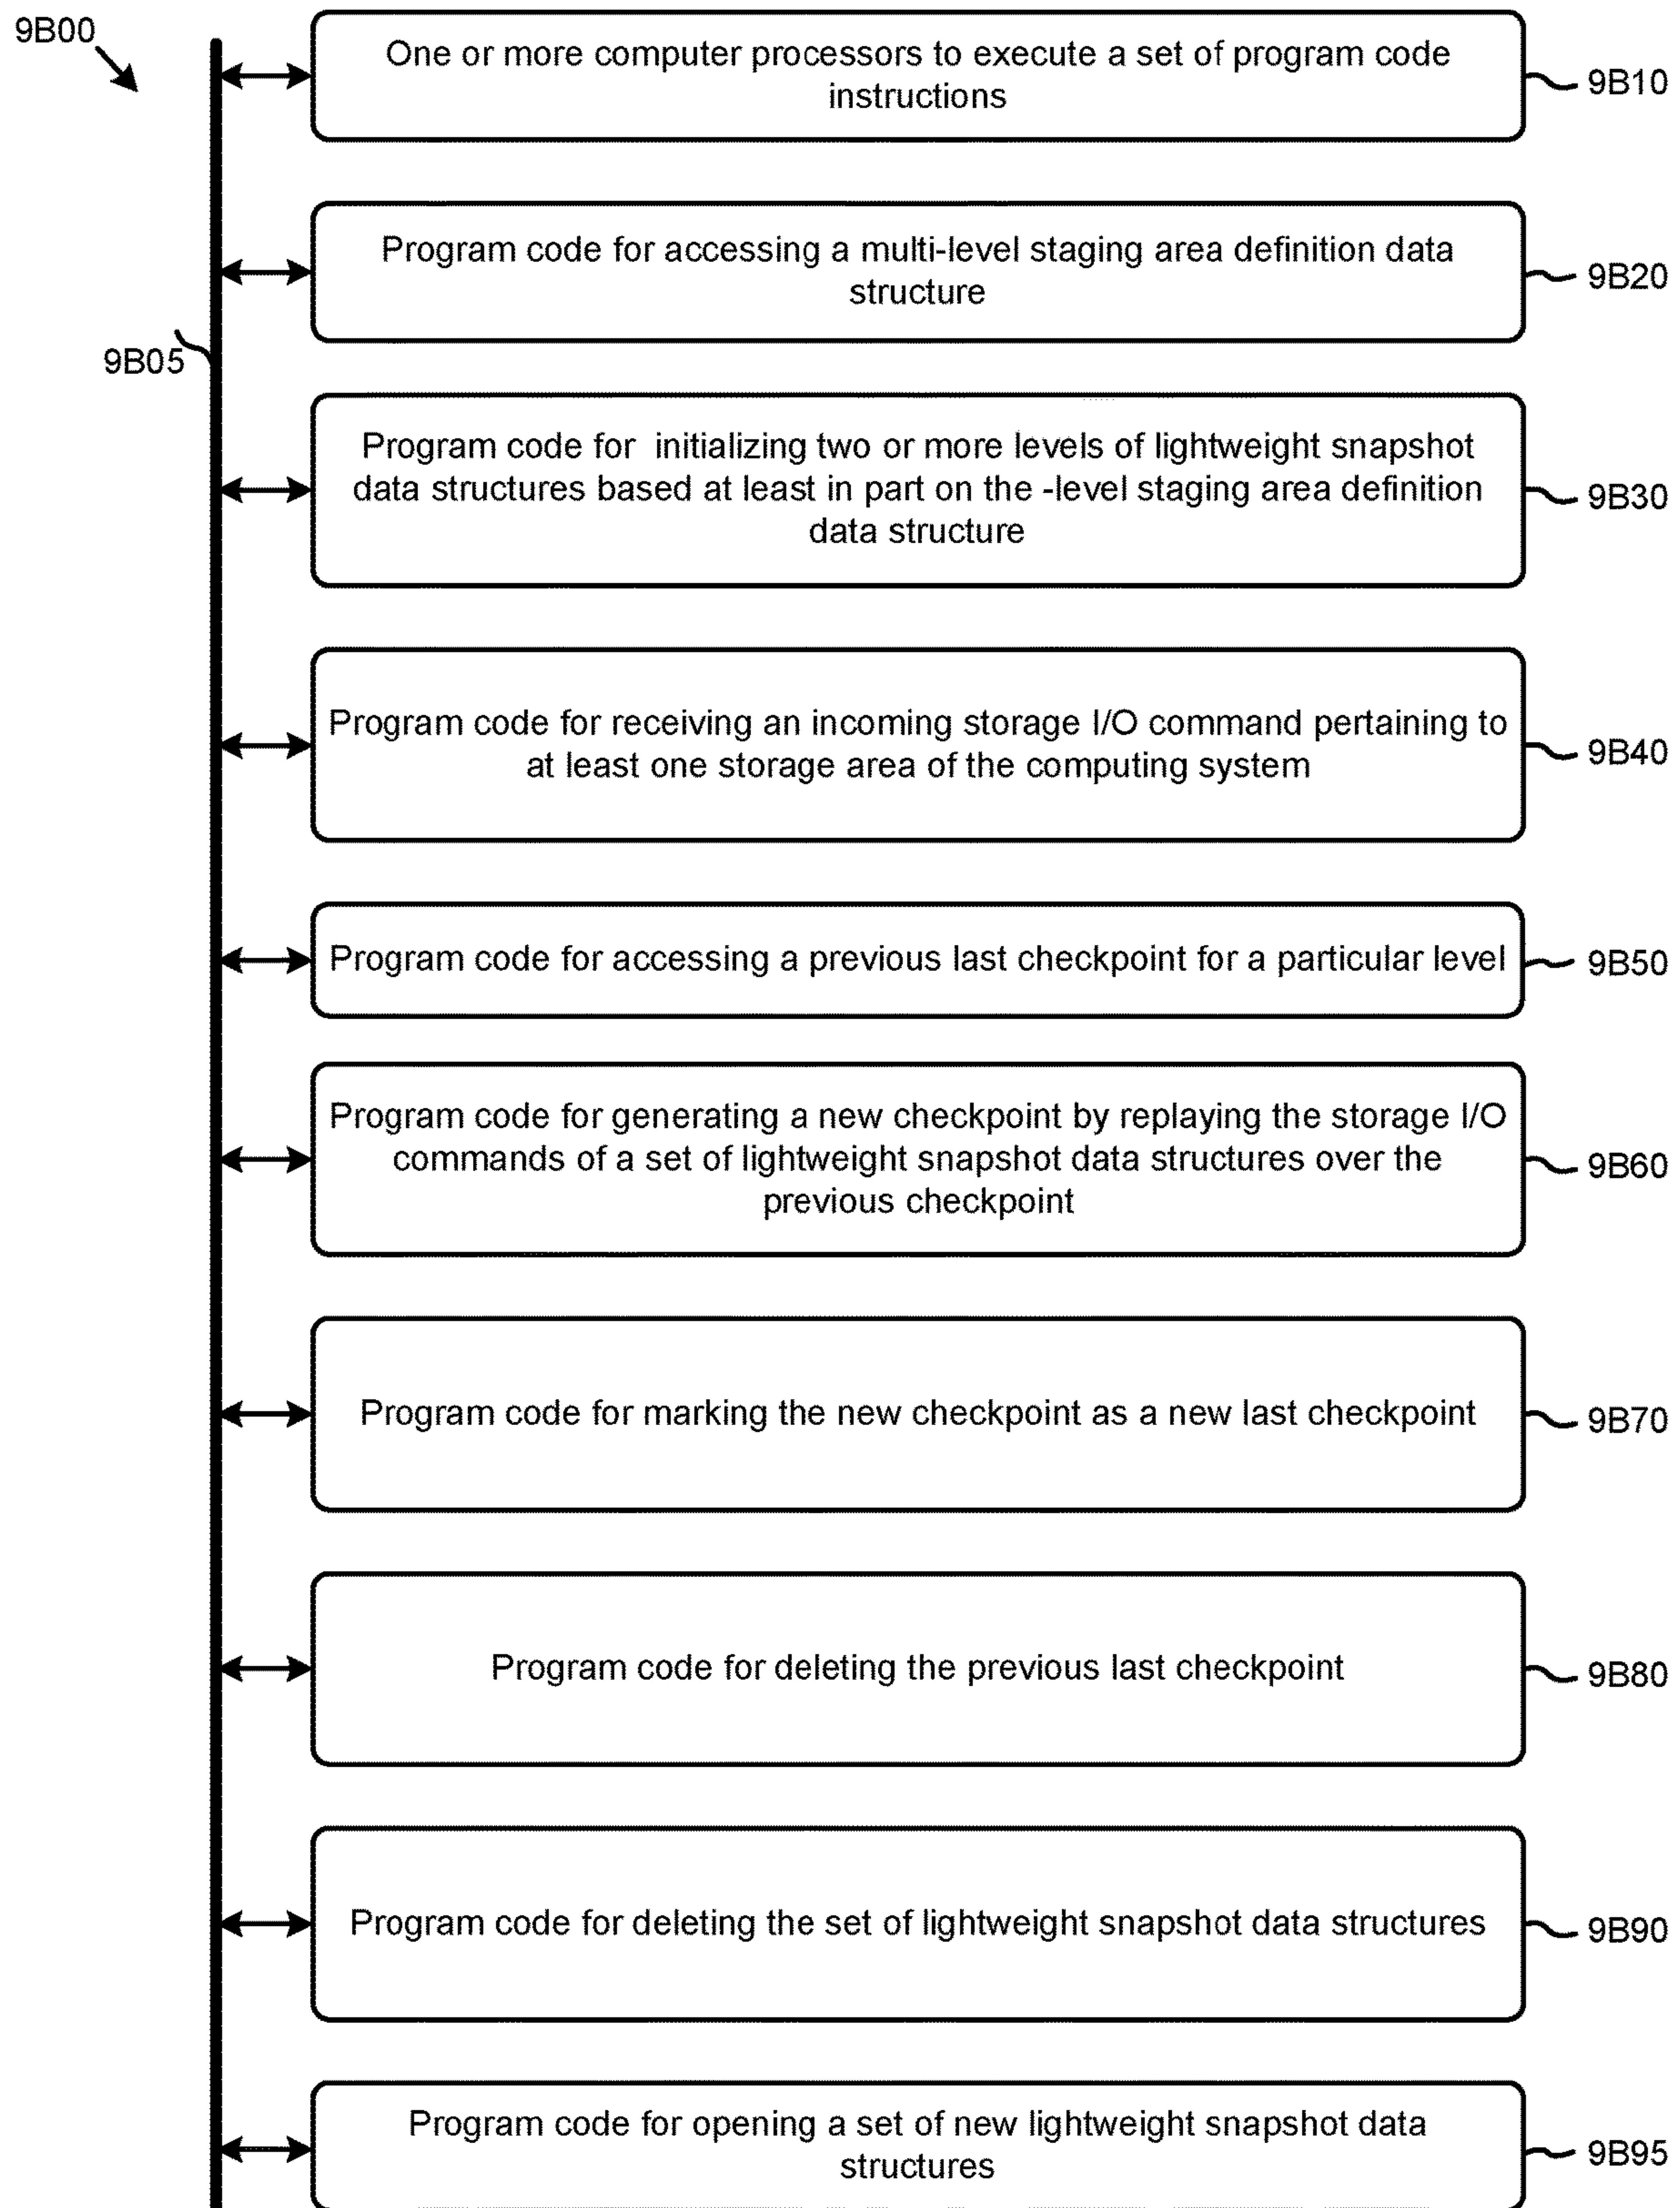 9B00
One or more computer processors to execute a set of program code
instructions
9B10
Program code for accessing a multi-level staging area definition data
structure
9B20
9B05
Program code for initializing two or more levels of lightweight snapshot
data structures based at least in part on the -level staging area definition
data structure
9B30
Program code for receiving an incoming storage I/O command pertaining to
at least one storage area of the computing system
9B40
Program code for accessing a previous last checkpoint for a particular level
9B50
Program code for generating a new checkpoint by replaying the storage I/O
commands of a set of lightweight snapshot data structures over the
previous checkpoint
9B60
Program code for marking the new checkpoint as a new last checkpoint
9B70
Program code for deleting the previous last checkpoint
9B80
Program code for deleting the set of lightweight snapshot data structures
9B90
Program code for opening a set of new lightweight snapshot data
structures
9B95